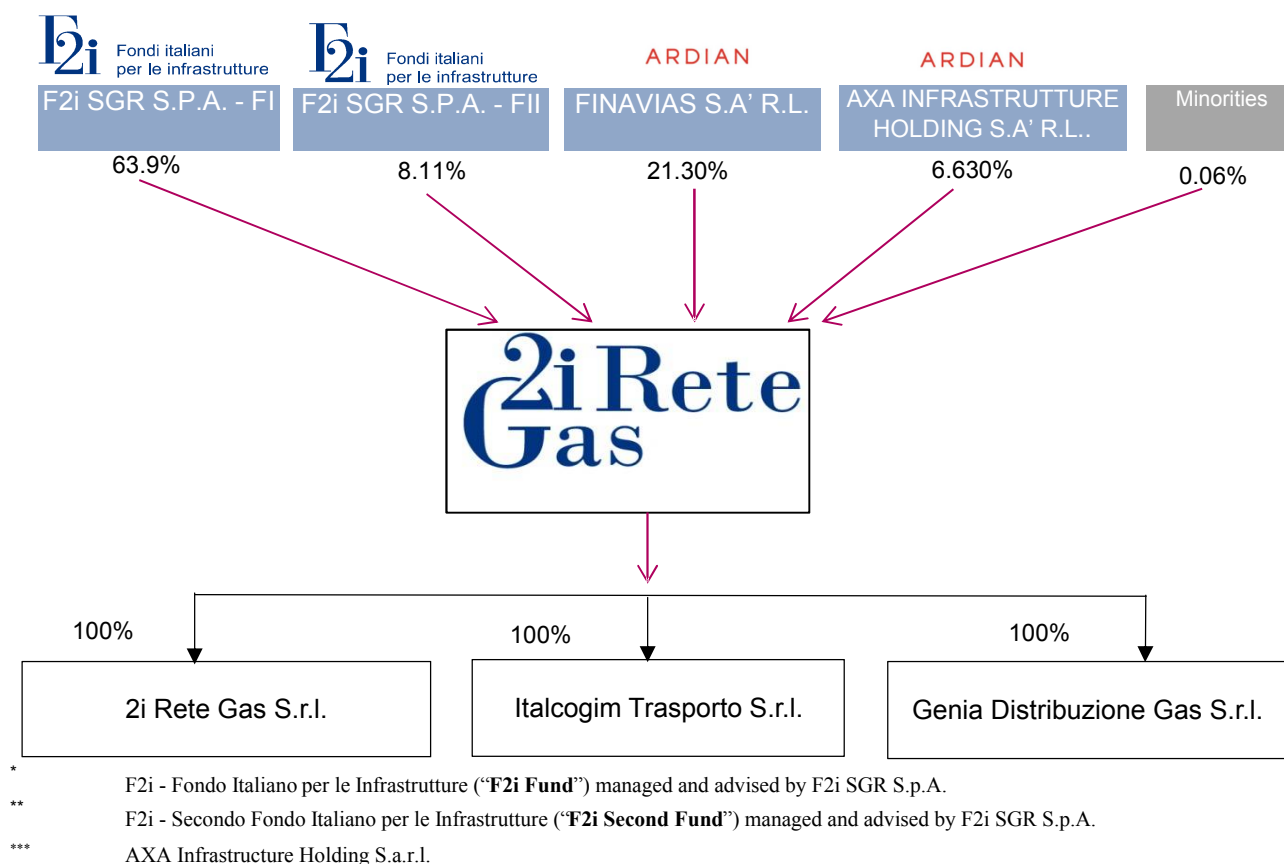 F2i Fondi italiani
per le infrastrutture
F2i Fondi italiani
per le infrastrutture
ARDIAN
ARDIAN
F2i SGR S.P.A. - FI
F2i SGR S.P.A. - FII
FINAVIAS S.A' R.L.
AXA INFRASTRUTTURE
HOLDING S.A' R.L..
Minorities
63.9%
8.11%
21.30%
6.630%
0.06%
2i Rete
Gas
100%
100%
100%
2i Rete Gas S.r.l.
Italcogim Trasporto S.r.l.
Genia Distribuzione Gas S.r.l.
* F2i - Fondo Italiano per le Infrastrutture (“F2i Fund”) managed and advised by F2i SGR S.p.A.
** F2i - Secondo Fondo Italiano per le Infrastrutture (“F2i Second Fund”) managed and advised by F2i SGR S.p.A.
*** AXA Infrastructure Holding S.a.r.l.